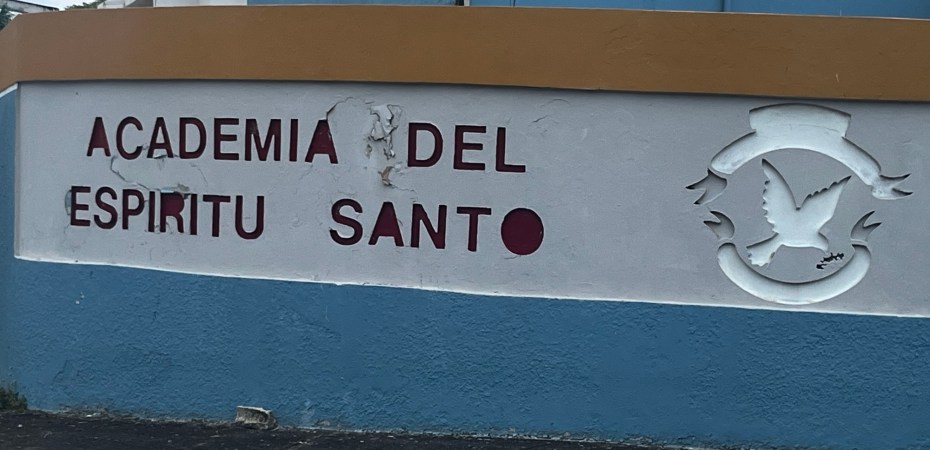 ACADEMIA DEL
ESPIRITU SANTO